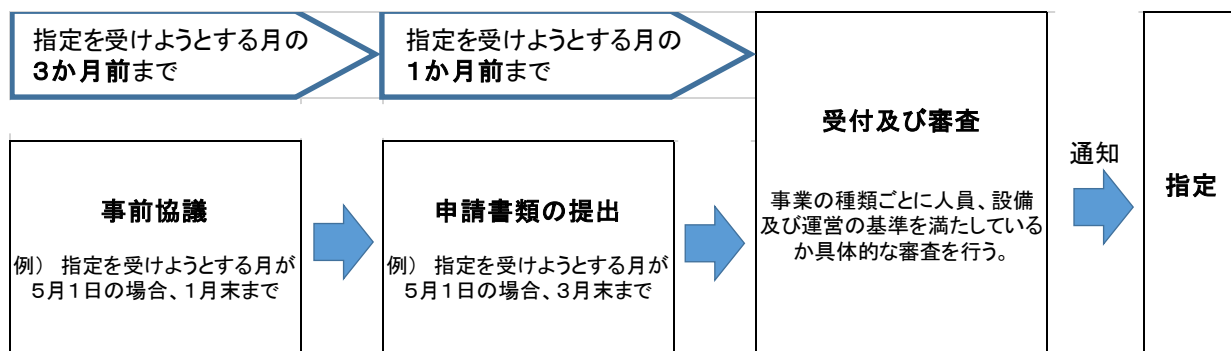 指定を受けようとする月の
３か月前まで
指定を受けようとする月の
１か月前まで
事前協議
例） 指定を受けようとする月が
５月１日の場合、１月末まで
申請書類の提出
例） 指定を受けようとする月が
５月１日の場合、３月末まで
受付及び審査
事業の種類ごとに人員、設備
及び運営の基準を満たしている
か具体的な審査を行う。
通知
指定